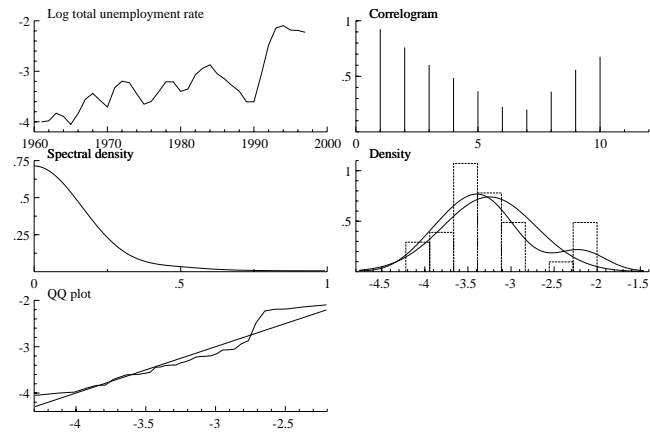 Log total unemployment rate
-2
-3
-4
1960 1970 1980 1990 2000
Correlogram
1
.5
0 5 10
Spectral density
.75
.5
.25
0 .5 1
Density
1
.5
-4.5 -4 -3.5 -3 -2.5 -2 -1.5
QQ plot
-2
-3
-4
-4 -3.5 -3 -2.5